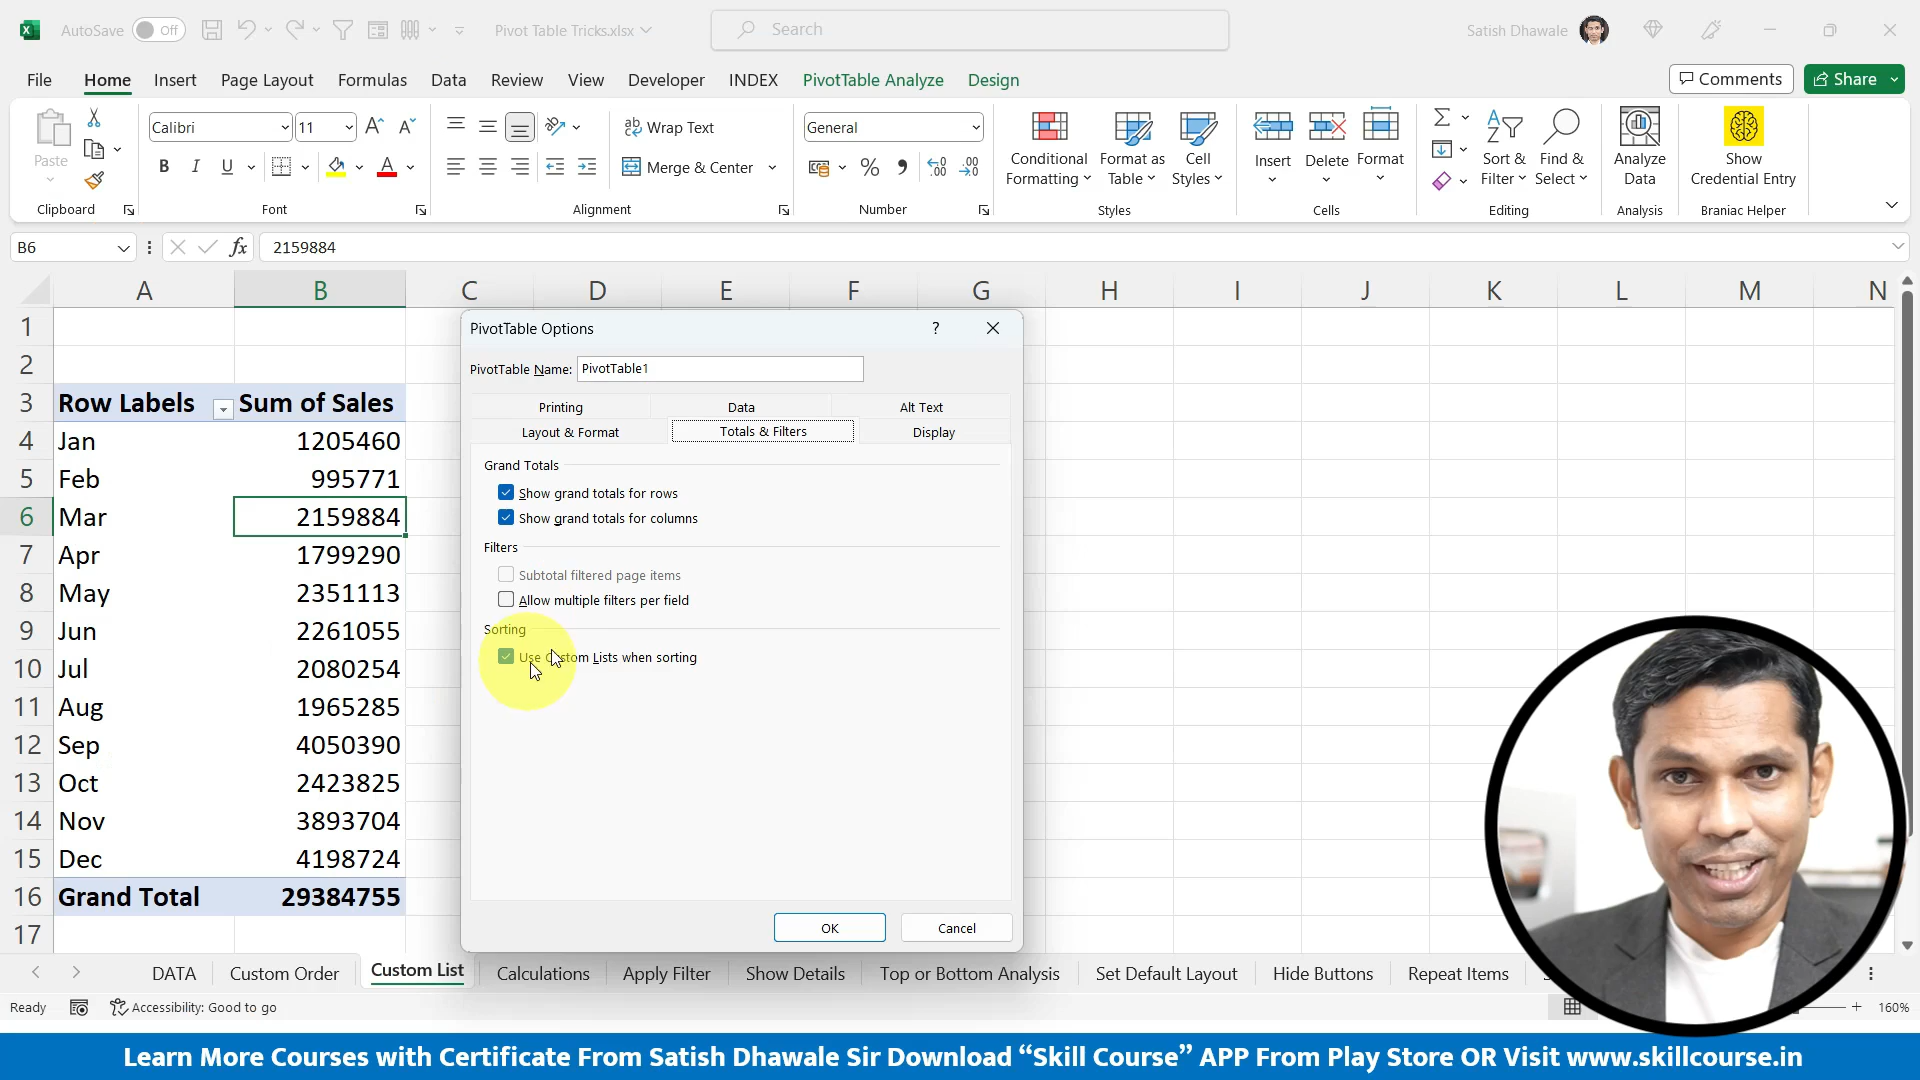 AutoSave Off Pivot Table Tricks.xlsx Search Satish Dhawale
File Home Insert Page Layout Formulas Data Review View Developer INSEX PivotTable Analyze Design Comments Share
Paste
Calibri 11
B I U A
Wrap Text
Merge & Center
General
Conditional Formatting
Format as Table
Cell Styles
Insert
Delete
Format
Sort & Filter
Find & Select
Analyze Data
Show Credential Entry
Clipboard Font Alignment Number Styles Cells Editing Analysis Braniac Helper
B6 fx 2159884
A B C D E F G H I J K L M N
1
2
3 Row Labels Sum of Sales
4 Jan 1205460
5 Feb 995771
6 Mar 2159884
7 Apr 1799290
8 May 2351113
9 Jun 2261055
10 Jul 2080254
11 Aug 1965285
12 Sep 4050390
13 Oct 2423825
14 Nov 3893704
15 Dec 4198724
16 Grand Total 29384755
17
PivotTable Options ?
PivotTable Name: PivotTable1
Printing Data Alt Text
Layout & Format Totals & Filters Display
Grand Totals
Show grand totals for rows
Show grand totals for columns
Filters
Subtotal filtered page items
Allow multiple filters per field
Sorting
Use Custom Lists when sorting
OK Cancel
DATA Custom Order Custom List Calculations Apply Filter Show Details Top or Bottom Analysis Set Default Layout Hide Buttons Repeat Items
Ready Accessibility: Good to go 160%
Learn More Courses with Certificate From Satish Dhawale Sir Download “Skill Course” APP From Play Store OR Visit www.skillcourse.in